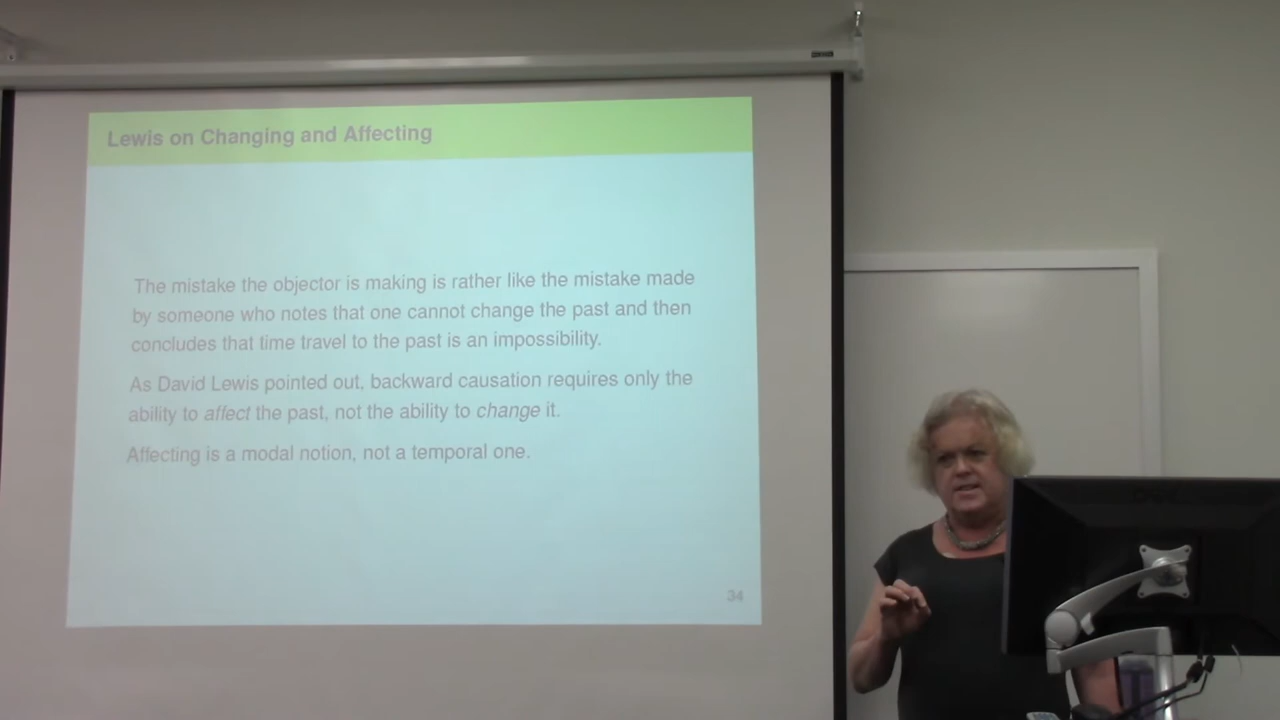 Lewis on Changing and Affecting
The mistake the objector is making is rather like the mistake made
by someone who notes that one cannot change the past and then
concludes that time travel to the past is an impossibility.
As David Lewis pointed out, backward causation requires only the
ability to affect the past, not the ability to change it.
Affecting is a modal notion, not a temporal one.
34